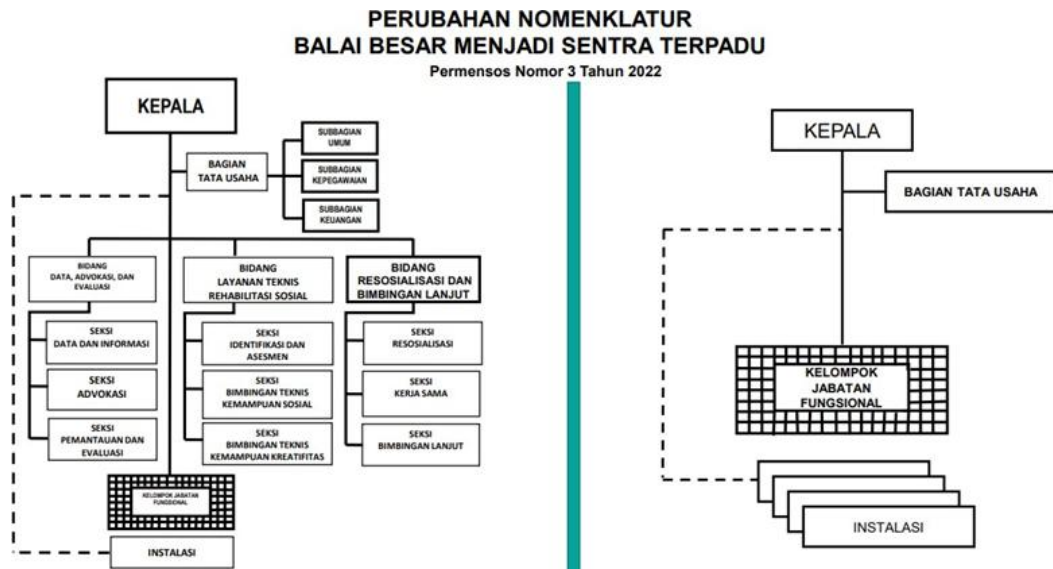 PERUBAHAN NOMENKLATUR
BALAI BESAR MENJADI SENTRA TERPADU
Permensos Nomor 3 Tahun 2022
KEPALA
BAGIAN
TATA USAHA
SUBBAGIAN
UMUM
SUBBAGIAN
KEPEGAWAIAN
SUBBAGIAN
KEUANGAN
BIDANG
DATA, ADVOKASI, DAN
EVALUASI
SEKSI
DATA DAN INFORMASI
SEKSI
ADVOKASI
SEKSI
PEMANTAUAN DAN
EVALUASI
BIDANG
LAYANAN TEKNIS
REHABILITASI SOSIAL
SEKSI
IDENTIFIKASI DAN
ASESMEN
SEKSI
BIMBINGAN TEKNIS
KEMAMPUAN SOSIAL
SEKSI
BIMBINGAN TEKNIS
KEMAMPUAN KREATIFITAS
BIDANG
RESOSIALISASI DAN
BIMBINGAN LANJUT
SEKSI
RESOSIALISASI
SEKSI
KERJA SAMA
SEKSI
BIMBINGAN LANJUT
KELOMPOK JABATAN
FUNGSIONAL
INSTALASI
KEPALA
BAGIAN TATA USAHA
KELOMPOK
JABATAN
FUNGSIONAL
INSTALASI